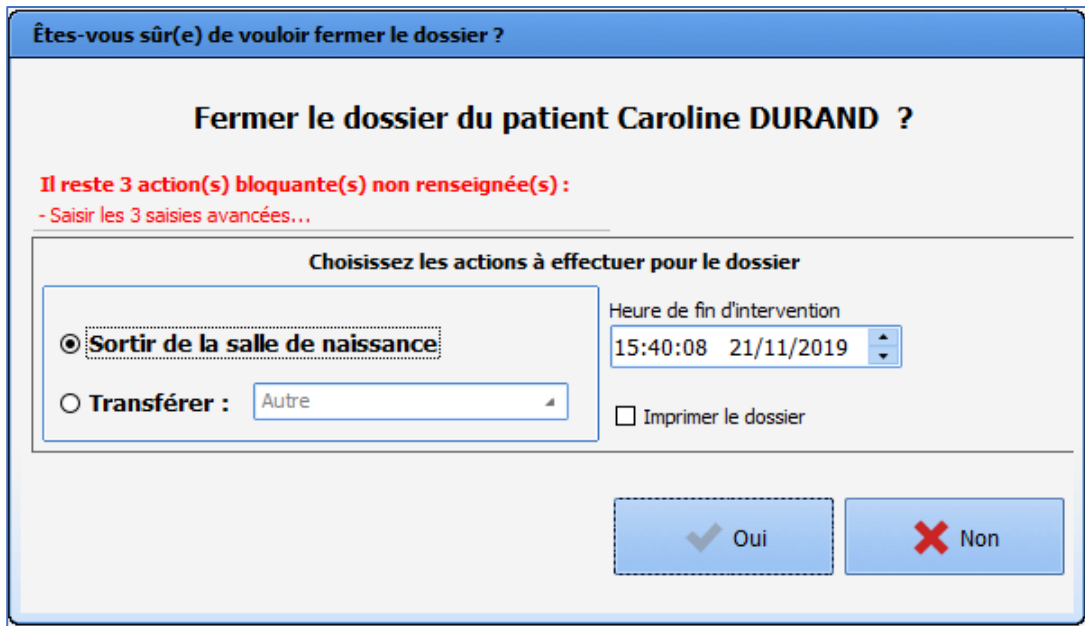 Êtes-vous sûr(e) de vouloir fermer le dossier ?
Fermer le dossier du patient Caroline DURAND ?
Il reste 3 action(s) bloquante(s) non renseignée(s) :
- Saisir les 3 saisies avancées...
Choisissez les actions à effectuer pour le dossier
Sortir de la salle de naissance
Transférer : Autre
Heure de fin d'intervention
15:40:08 21/11/2019
Imprimer le dossier
Oui
Non